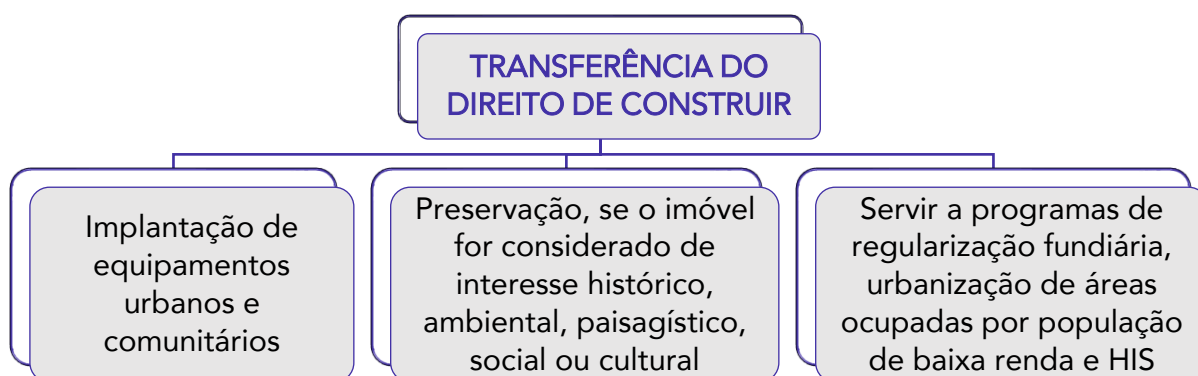 TRANSFERÊNCIA DO
DIREITO DE CONSTRUIR
Implantação de
equipamentos
urbanos e
comunitários
Preservação, se o imóvel
for considerado de
interesse histórico,
ambiental, paisagístico,
social ou cultural
Servir a programas de
regularização fundiária,
urbanização de áreas
ocupadas por população
de baixa renda e HIS